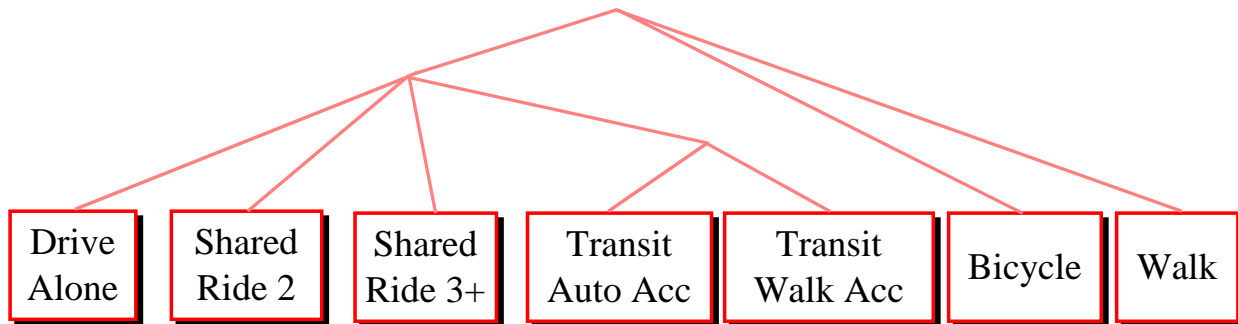 Drive
Alone
Shared
Ride 2
Shared
Ride 3+
Transit
Auto Acc
Transit
Walk Acc
Bicycle
Walk